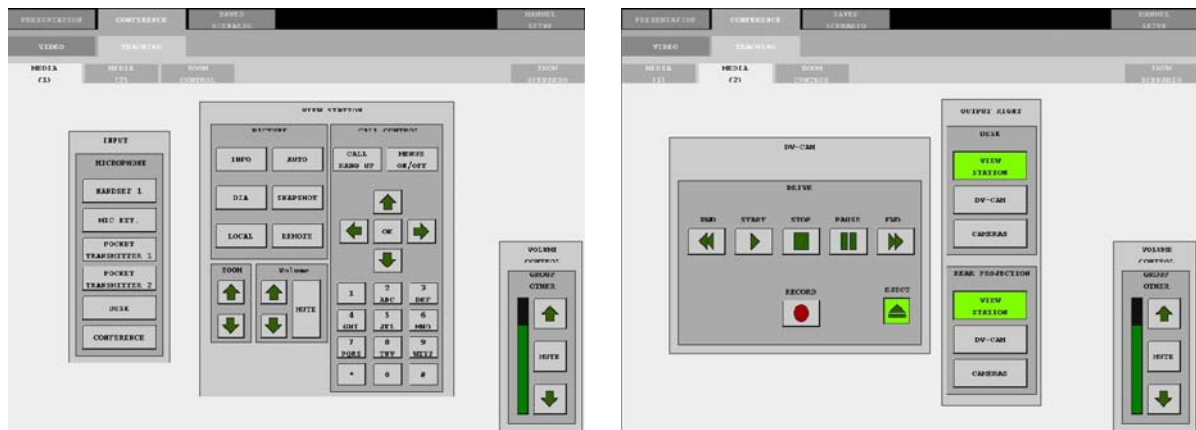 PRESENTATION
CONFERENCE
SAVED
SCENARIO
MANUEL
SETUP
VIDEO
TEACHING
MEDIA
(1)
MEDIA
(2)
ROOM
CONTROL
SHOW
SCENARIO
INPUT
MICROPHONE
HANDSET 1
MIC EXT.
POCKET
TRANSMITTER 1
POCKET
TRANSMITTER 2
DESK
CONFERENCE
VIEW STATION
PICTURE
INFO
AUTO
DIA
SNAPSHOT
LOCAL
REMOTE
ZOOM
Volume
MUTE
CALL CONTROL
CALL
HANG UP
MENUS
ON/OFF
OK
1
2
ABC
3
DEF
4
GHI
5
JKL
6
MNO
7
PQRS
8
TUV
9
WXYZ
*
0
#
VOLUME
CONTROL
GROUP
OTHER
MUTE
PRESENTATION
CONFERENCE
SAVED
SCENARIO
MANUEL
SETUP
VIDEO
TEACHING
MEDIA
(1)
MEDIA
(2)
ROOM
CONTROL
SHOW
SCENARIO
DV-CAM
DRIVE
RWD
START
STOP
PAUSE
FWD
RECORD
EJECT
OUTPUT RIGHT
DESK
VIEW
STATION
DV-CAM
CAMERAS
REAR PROJECTION
VIEW
STATION
DV-CAM
CAMERAS
VOLUME
CONTROL
GROUP
OTHER
MUTE